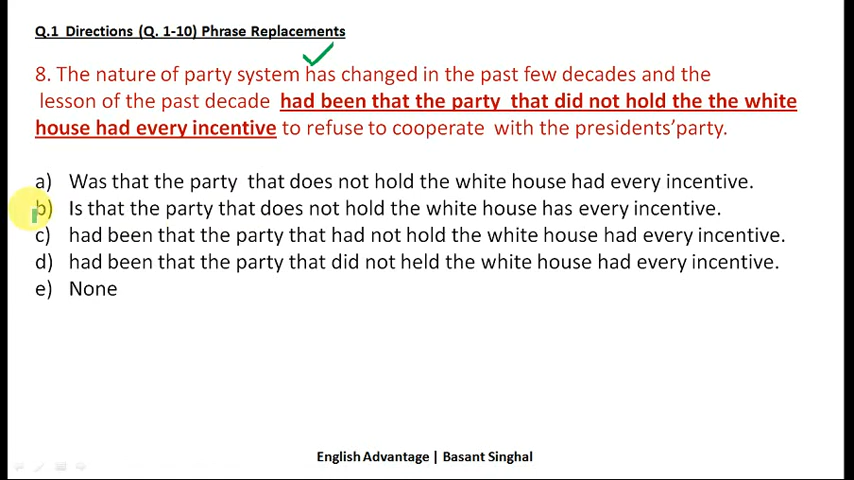 Q.1 Directions (Q. 1-10) Phrase Replacements
8. The nature of party system has changed in the past few decades and the
lesson of the past decade had been that the party that did not hold the the white
house had every incentive to refuse to cooperate with the presidents'party.
a) Was that the party that does not hold the white house had every incentive.
b) Is that the party that does not hold the white house has every incentive.
c) had been that the party that had not hold the white house had every incentive.
d) had been that the party that did not held the white house had every incentive.
e) None
English Advantage | Basant Singhal